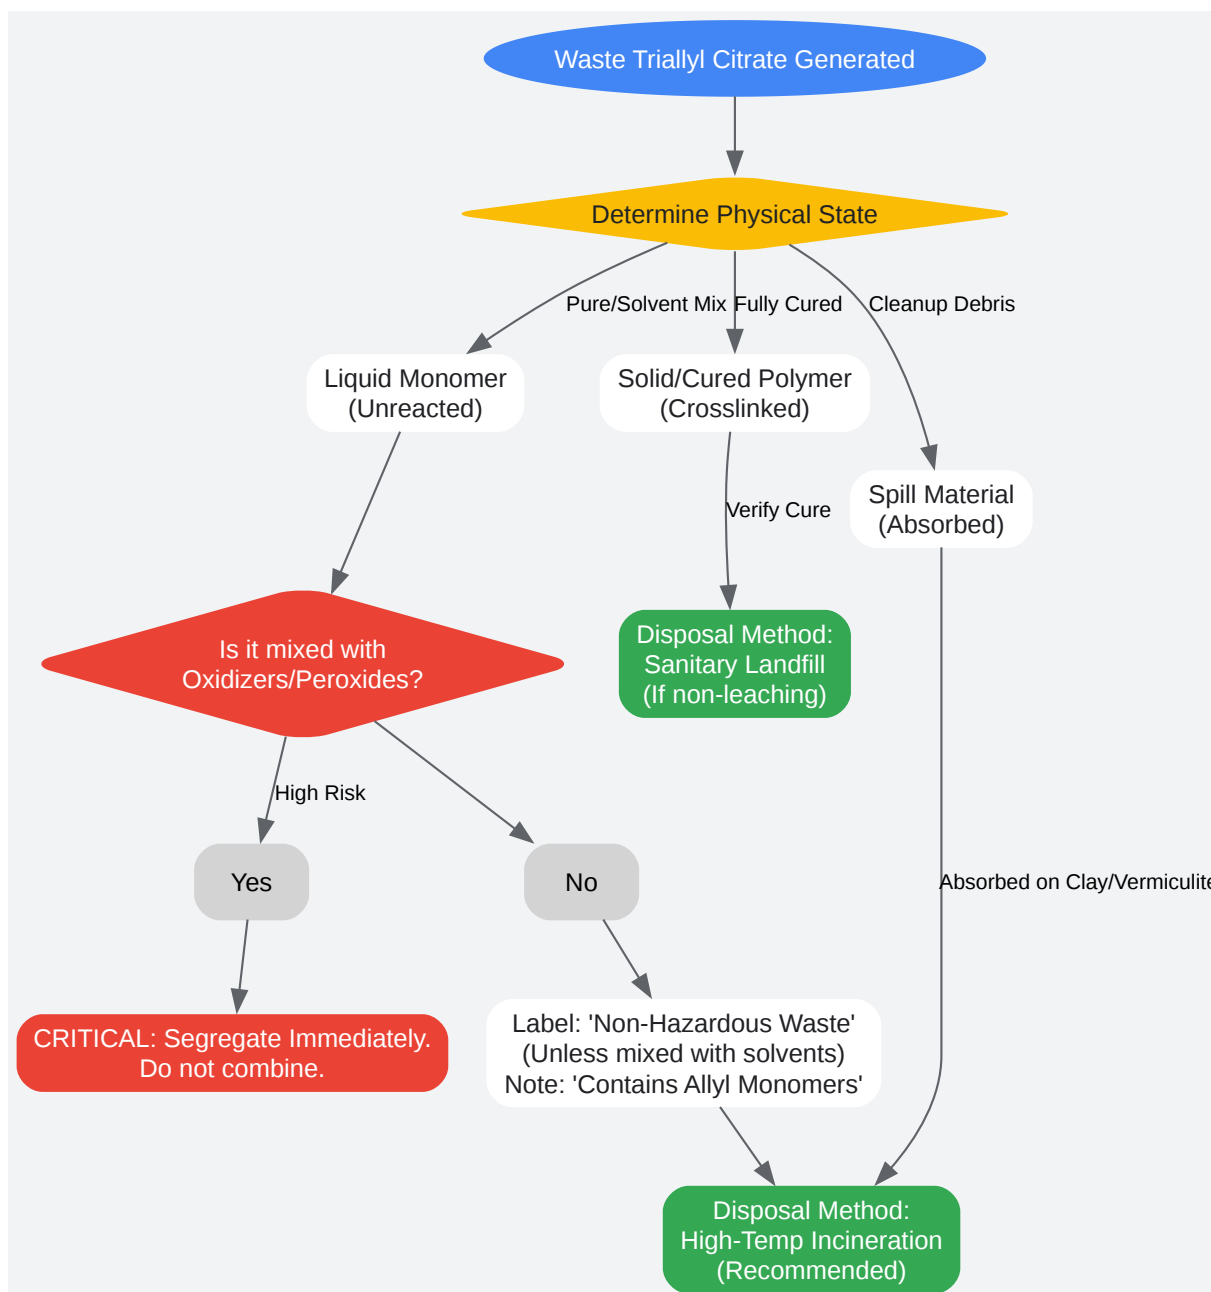 Waste Triallyl Citrate Generated
Determine Physical State
Pure/Solvent Mix
Fully Cured
Cleanup Debris
Liquid Monomer
(Unreacted)
Solid/Cured Polymer
(Crosslinked)
Spill Material
(Absorbed)
Verify Cure
Is it mixed with
Oxidizers/Peroxides?
Disposal Method:
Sanitary Landfill
(If non-leaching)
High Risk
Yes
No
Absorbed on Clay/Vermiculite
CRITICAL: Segregate Immediately.
Do not combine.
Label: 'Non-Hazardous Waste'
(Unless mixed with solvents)
Note: 'Contains Allyl Monomers'
Disposal Method:
High-Temp Incineration
(Recommended)